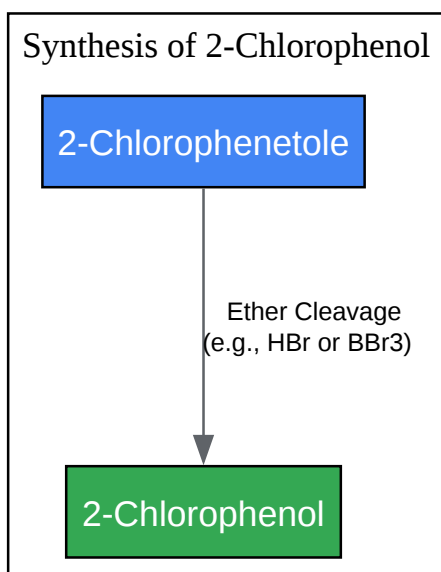 Synthesis of 2-Chlorophenol
2-Chlorophenetole
Ether Cleavage
(e.g., HBr or BBr3)
2-Chlorophenol